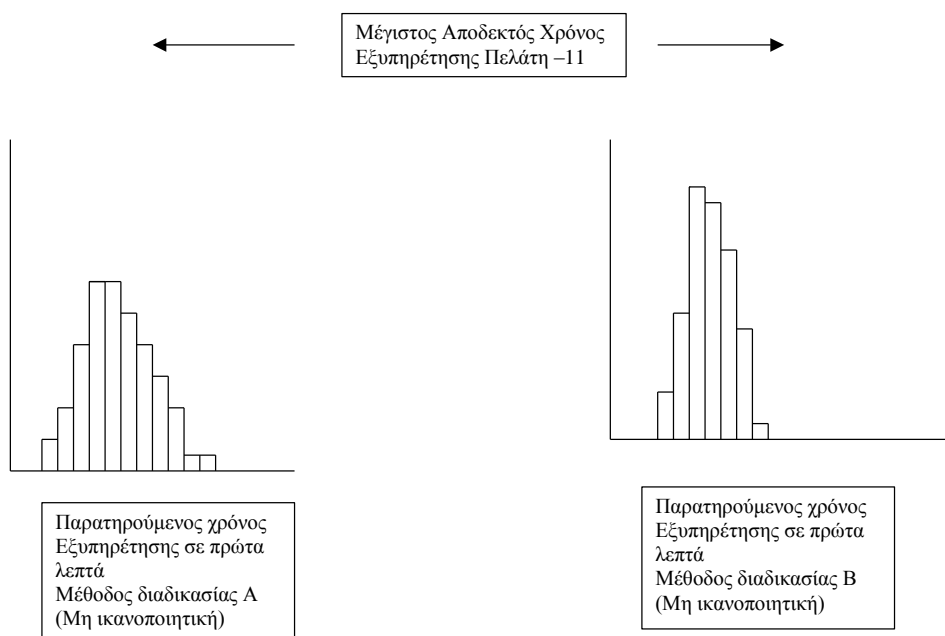 Μέγιστος Αποδεκτός Χρόνος
Εξυπηρέτησης Πελάτη –11
Παρατηρούμενος χρόνος
Εξυπηρέτησης σε πρώτα
λεπτά
Μέθοδος διαδικασίας Α
(Μη ικανοποιητική)
Παρατηρούμενος χρόνος
Εξυπηρέτησης σε πρώτα
λεπτά
Μέθοδος διαδικασίας Β
(Μη ικανοποιητική)